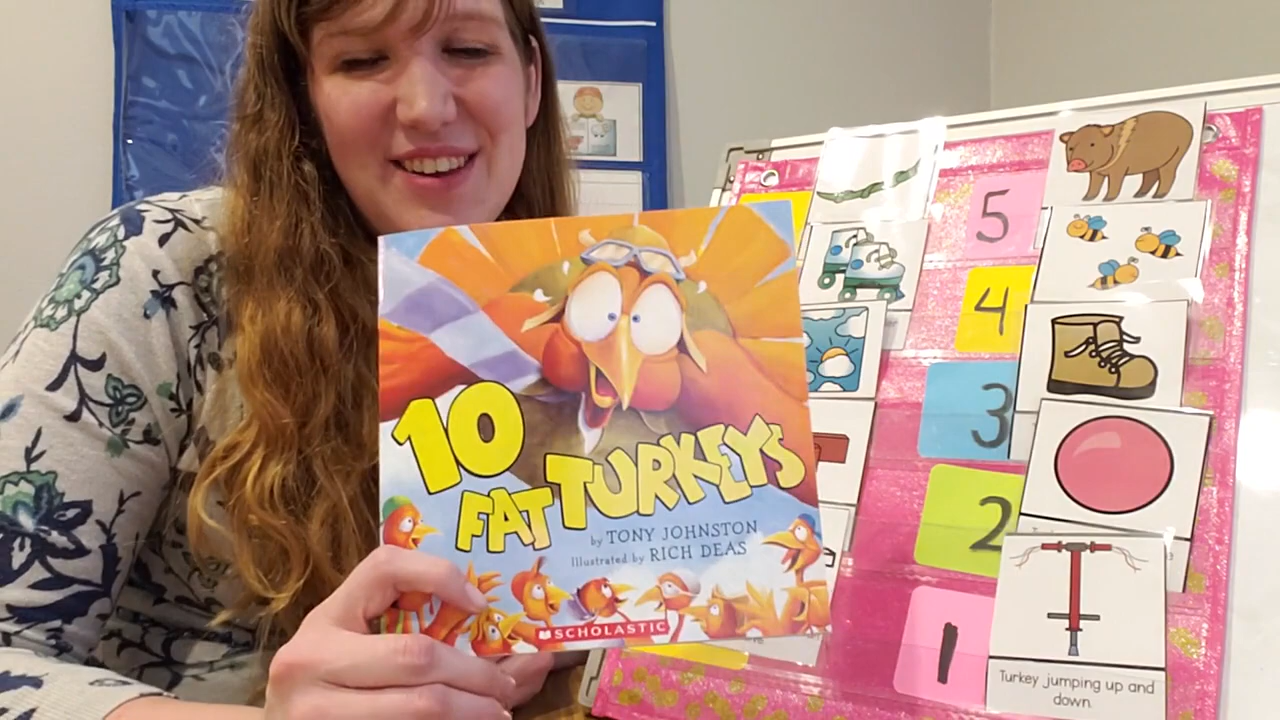 10
FAT TURKEYS
by TONY JOHNSTON
Illustrated by RICH DEAS
SCHOLASTIC
5
4
3
2
1
Turkey jumping up and
down.